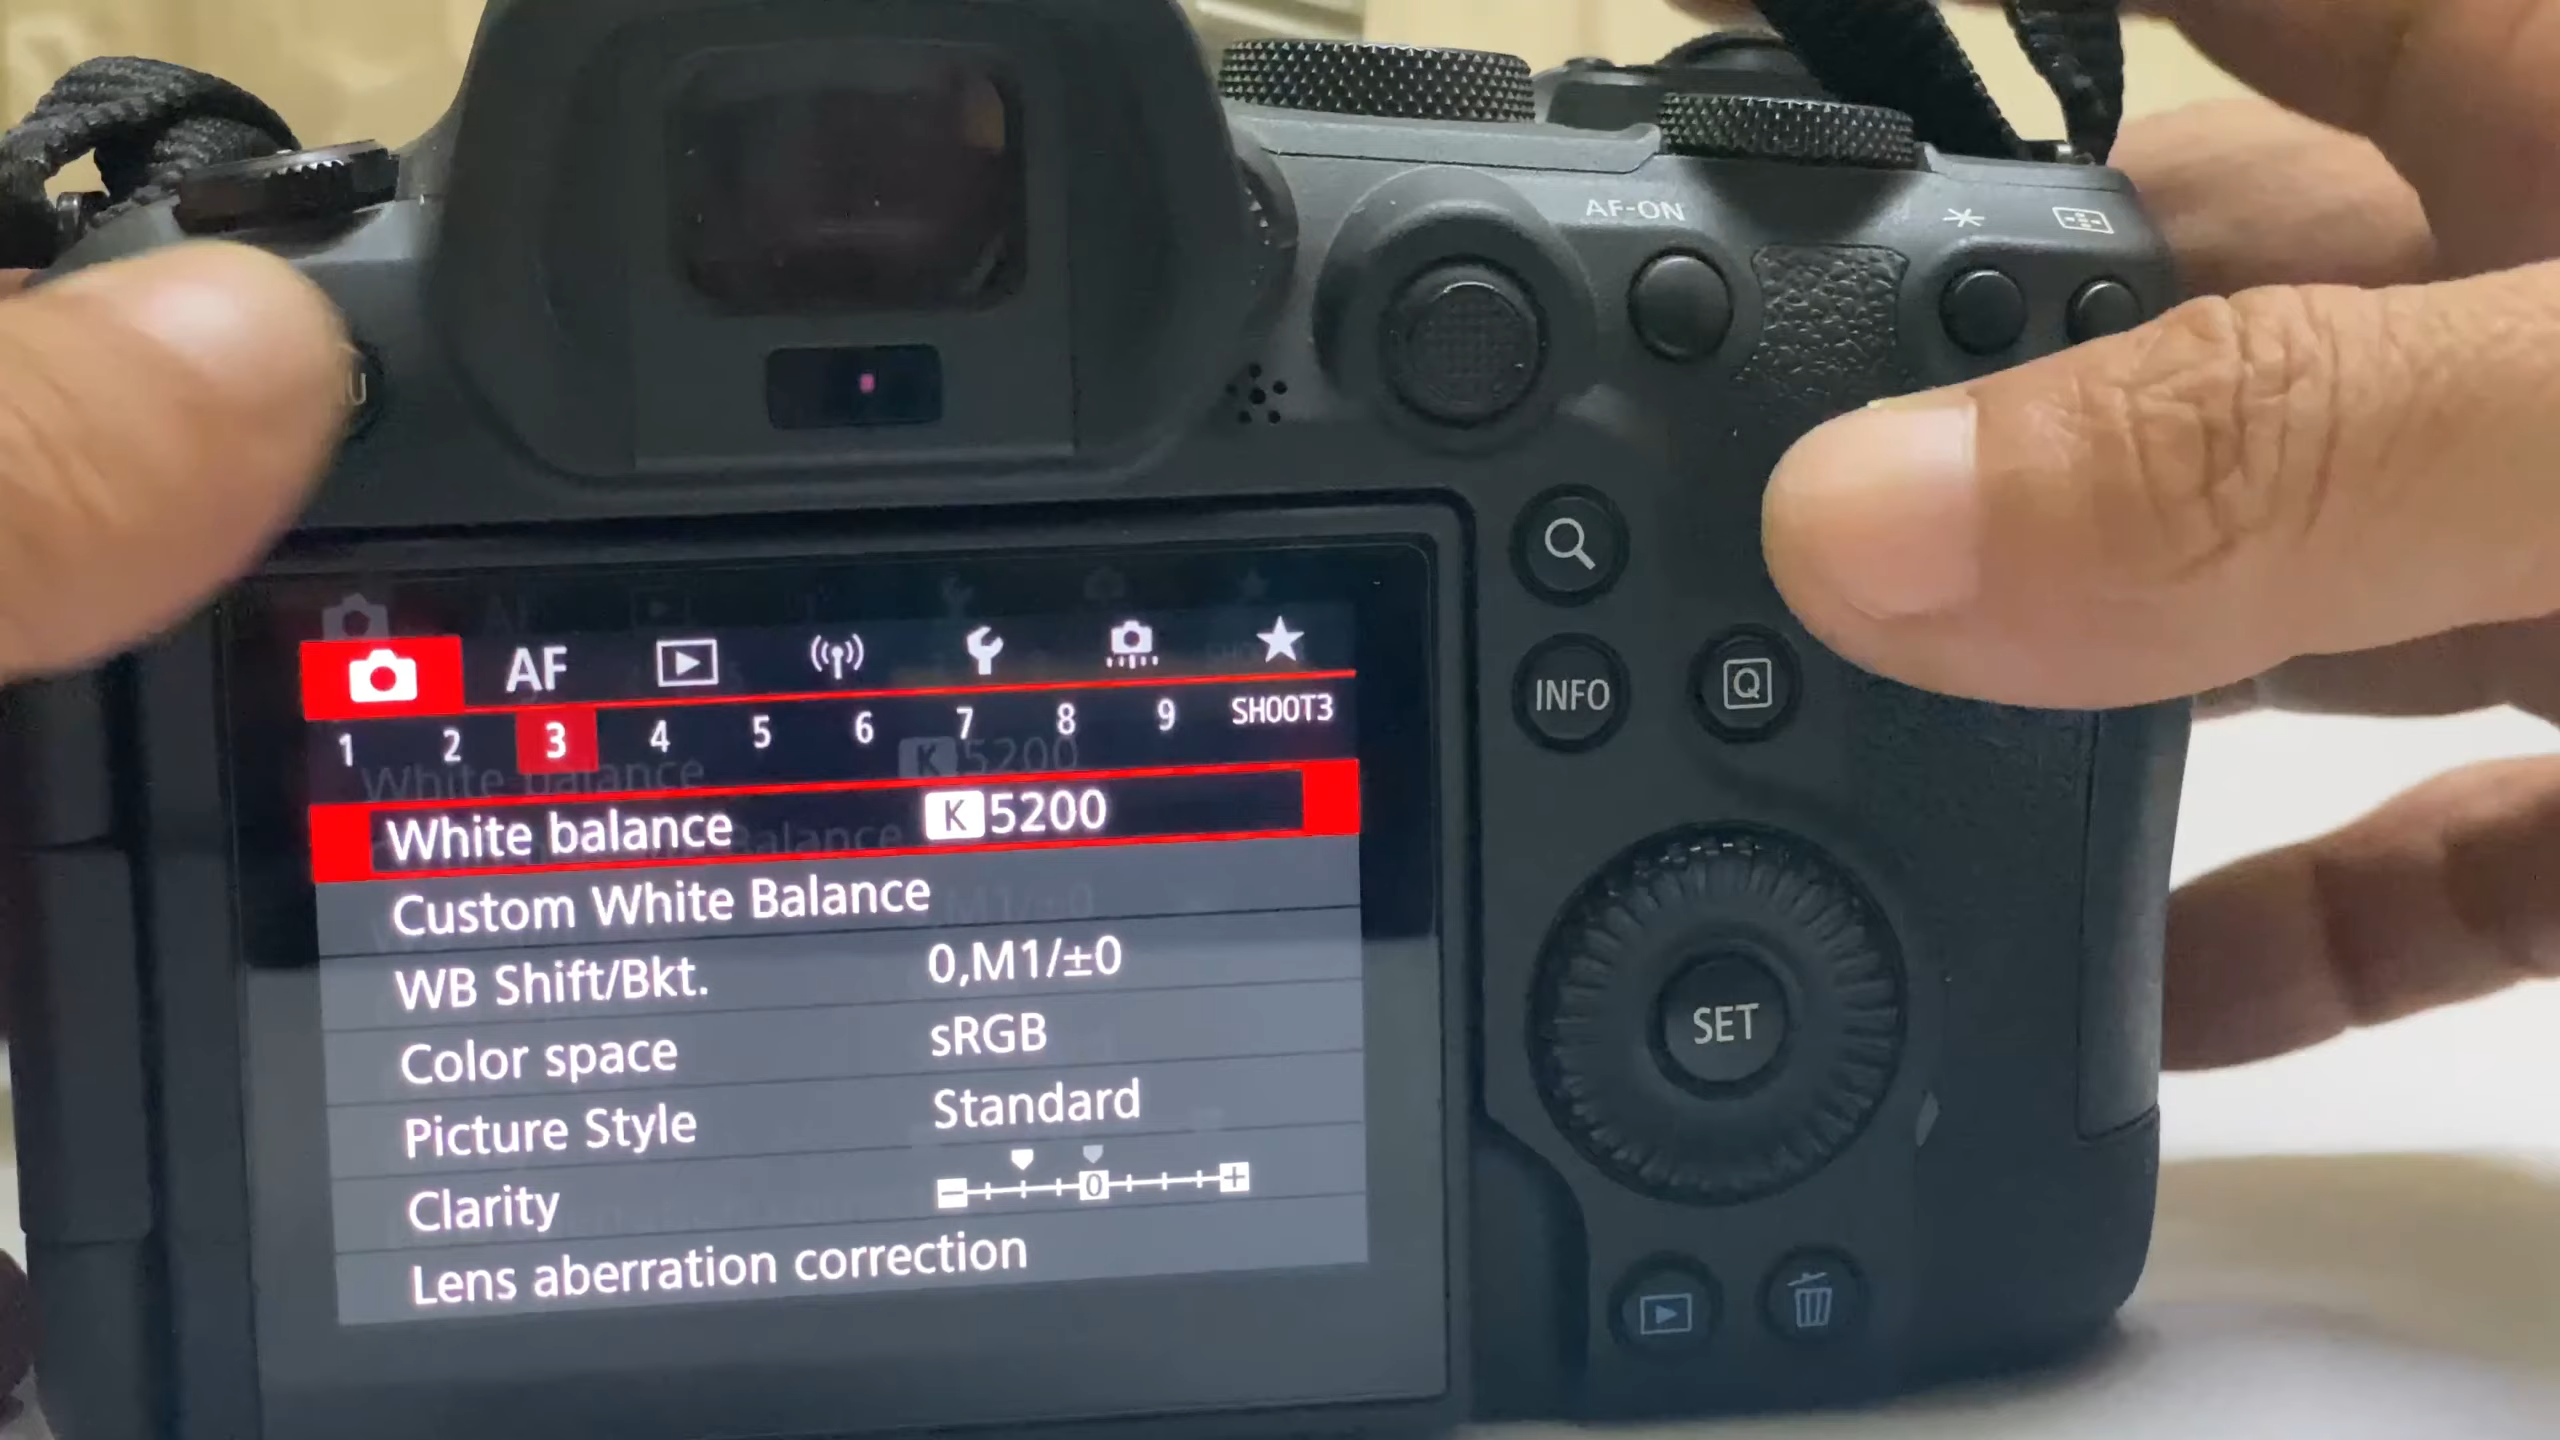 AF-ON
U
INFO
Q
AF
1 2 3 4 5 6 7 8 9 SHOOT3
White balance K 5200
Custom White Balance
WB Shift/Bkt. 0,M1/±0
Color space sRGB
Picture Style Standard
Clarity 0
Lens aberration correction
SET